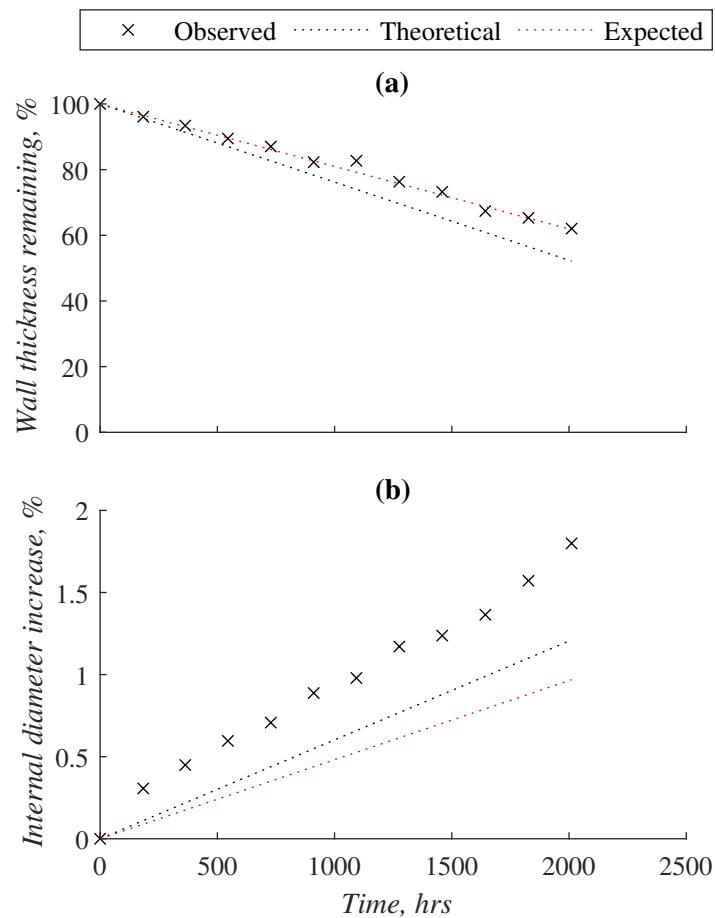 Observed Theoretical Expected
(a)
Wall thickness remaining, %
100
80
60
40
20
0
(b)
Internal diameter increase, %
2
1.5
1
0.5
0
0 500 1000 1500 2000 2500
Time, hrs